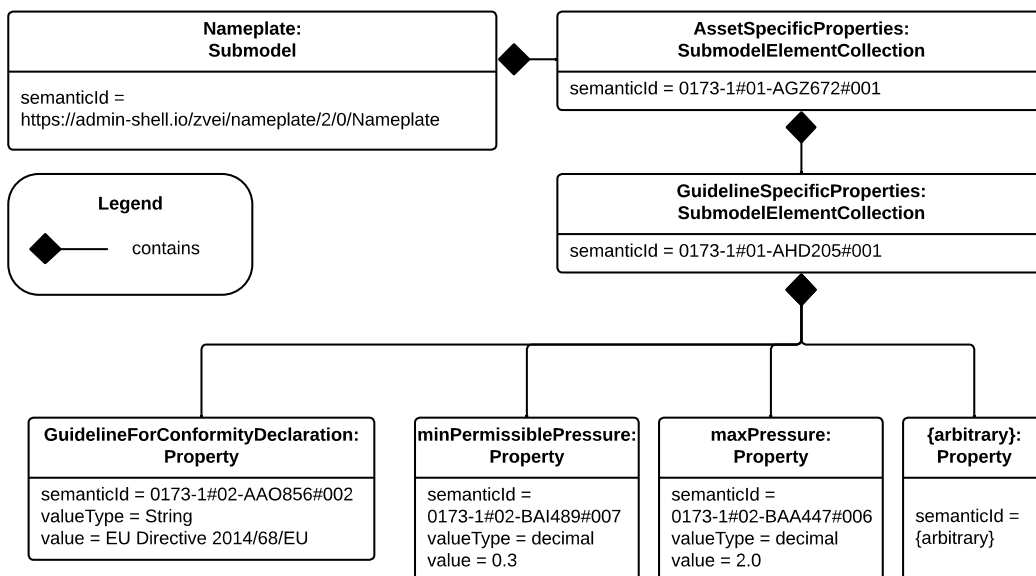 Nameplate:
Submodel
semanticId =
https://admin-shell.io/zvei/nameplate/2/0/Nameplate
AssetSpecificProperties:
SubmodelElementCollection
semanticId = 0173-1#01-AGZ672#001
Legend
contains
GuidelineSpecificProperties:
SubmodelElementCollection
semanticId = 0173-1#01-AHD205#001
GuidelineForConformityDeclaration:
Property
semanticId = 0173-1#02-AAO856#002
valueType = String
value = EU Directive 2014/68/EU
minPermissiblePressure:
Property
semanticId =
0173-1#02-BAI489#007
valueType = decimal
value = 0.3
maxPressure:
Property
semanticId =
0173-1#02-BAA447#006
valueType = decimal
value = 2.0
{arbitrary}:
Property
semanticId =
{arbitrary}